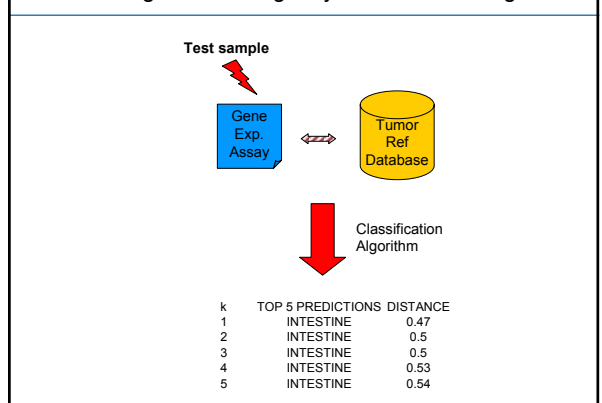 Test sample
Gene
Exp.
Assay
Tumor
Ref
Database
Classification
Algorithm
k TOP 5 PREDICTIONS DISTANCE
1 INTESTINE 0.47
2 INTESTINE 0.5
3 INTESTINE 0.5
4 INTESTINE 0.53
5 INTESTINE 0.54